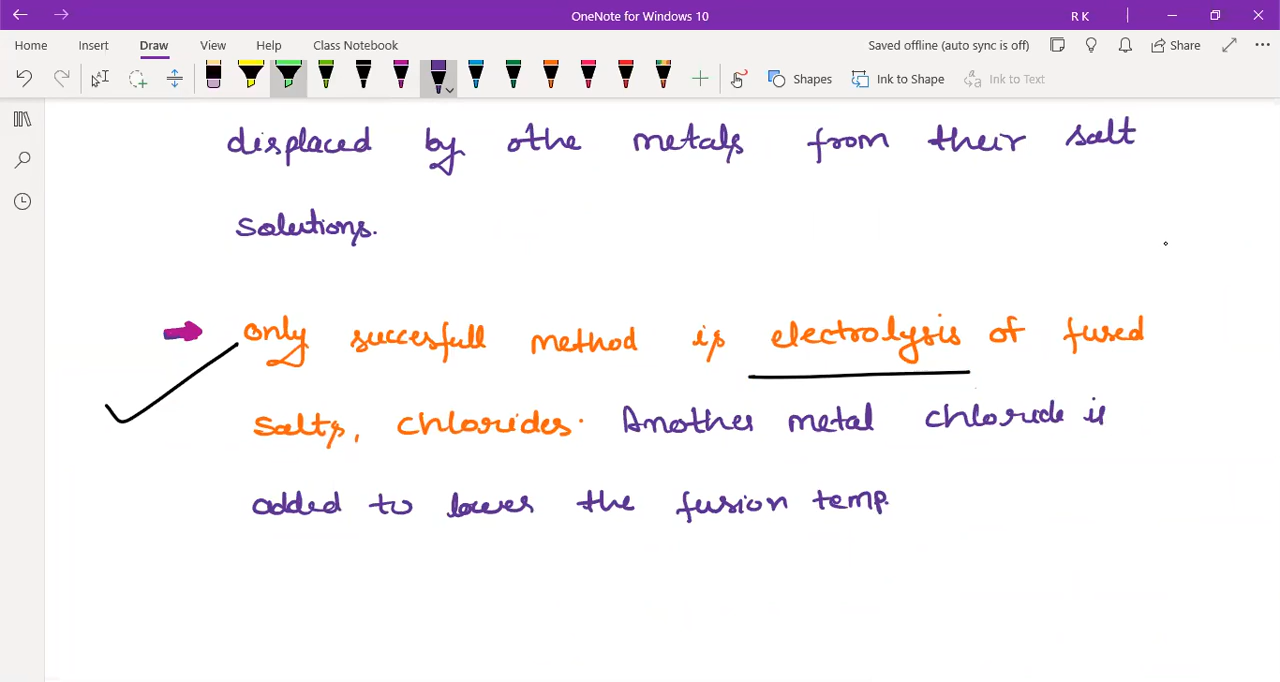 OneNote for Windows 10
R K
Home Insert Draw View Help Class Notebook
Saved offline (auto sync is off)
Share
Shapes
Ink to Shape
Ink to Text
displaced by othe metals from their salt
solutions.
only succesfull method is electrolysis of fused
salts, chlorides. Another metal chloride is
added to lower the fusion temp.